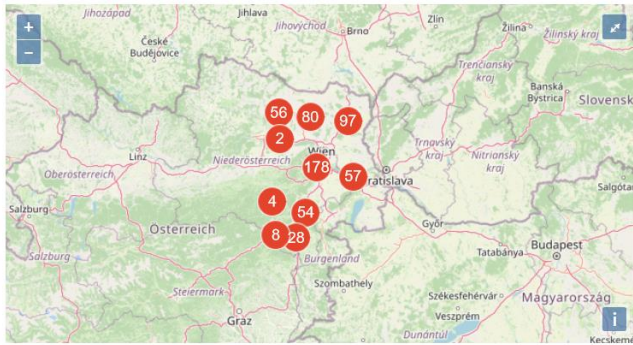 Jihozápad
Jihlava
Zlín
Jihovýchod
Brno
Žilina
Žilinský kraj
+
−
České
Budějovice
Trenčiansky
kraj
Banská
Bystrica
Slovensko
56
80
97
2
Wien
Linz
Niederösterreich
178
57
Bratislava
Trnavský
kraj
Nitriansky
kraj
Oberösterreich
Salzburg
4
54
Győr
Salgótar
Österreich
8
28
Salzburg
Burgenland
Tatabánya
Budapest
Steiermark
Szombathely
Székesfehérvár
Magyarország
Graz
Veszprém
Dunántúl
i
Kecskemé